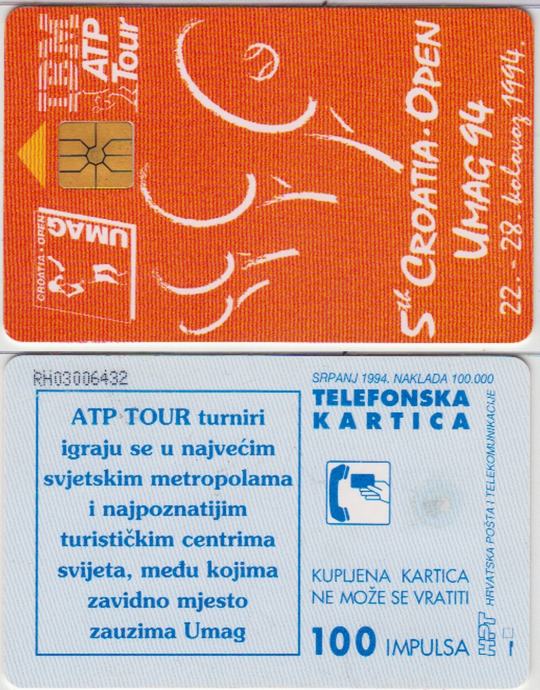 IBM
ATP
Tour
CROATIA • OPEN
UMAG
5th CROATIA • OPEN
UMAG 94
22. - 28. kolovoz 1994.
RH03006432
SRPANJ 1994. NAKLADA 100.000
TELEFONSKA
KARTICA
ATP TOUR turniri
igraju se u najvećim
svjetskim metropolama
i najpoznatijim
turističkim centrima
svijeta, među kojima
zavidno mjesto
zauzima Umag
KUPLJENA KARTICA
NE MOŽE SE VRATITI
100 IMPULSA
HPT HRVATSKA POŠTA I TELEKOMUNIKACIJE